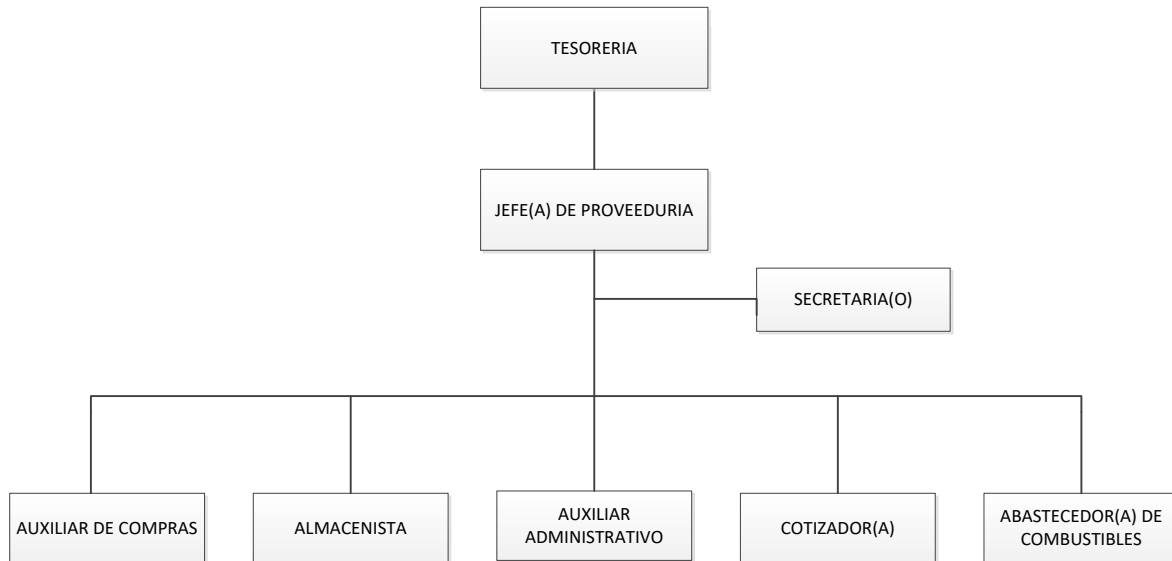 TESORERIA
JEFE(A) DE PROVEEDURIA
SECRETARIA(O)
AUXILIAR DE COMPRAS
ALMACENISTA
AUXILIAR
ADMINISTRATIVO
COTIZADOR(A)
ABASTECEDOR(A) DE
COMBUSTIBLES